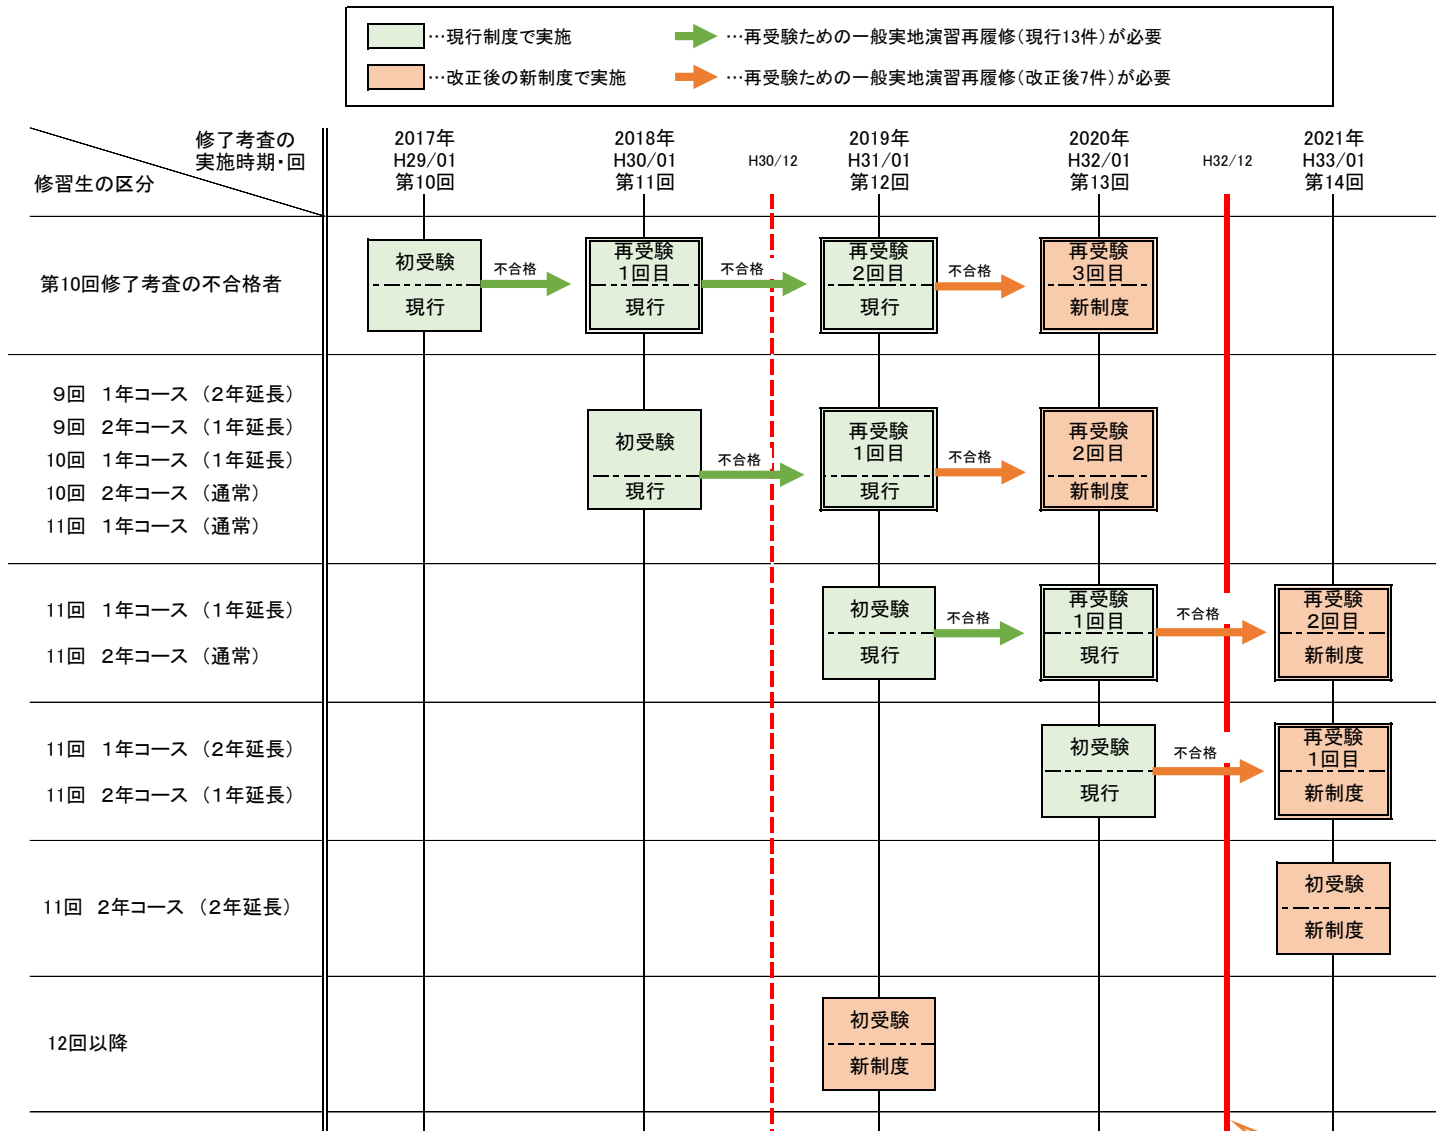 …現行制度で実施
…再受験ための一般実地演習再履修(現行13件)が必要
…改正後の新制度で実施
…再受験ための一般実地演習再履修(改正後7件)が必要
修了考査の
実施時期・回
修習生の区分
2017年
H29/01
第10回
2018年
H30/01
第11回
H30/12
2019年
H31/01
第12回
2020年
H32/01
第13回
H32/12
2021年
H33/01
第14回
第10回修了考査の不合格者
初受験
現行
不合格
再受験
1回目
現行
不合格
再受験
2回目
現行
不合格
再受験
3回目
新制度
9回 1年コース (2年延長)
9回 2年コース (1年延長)
10回 1年コース (1年延長)
10回 2年コース (通常)
11回 1年コース (通常)
初受験
現行
不合格
再受験
1回目
現行
不合格
再受験
2回目
新制度
11回 1年コース (1年延長)
11回 2年コース (通常)
初受験
現行
不合格
再受験
1回目
現行
不合格
再受験
2回目
新制度
11回 1年コース (2年延長)
11回 2年コース (1年延長)
初受験
現行
不合格
再受験
1回目
新制度
11回 2年コース (2年延長)
初受験
新制度
12回以降
初受験
新制度